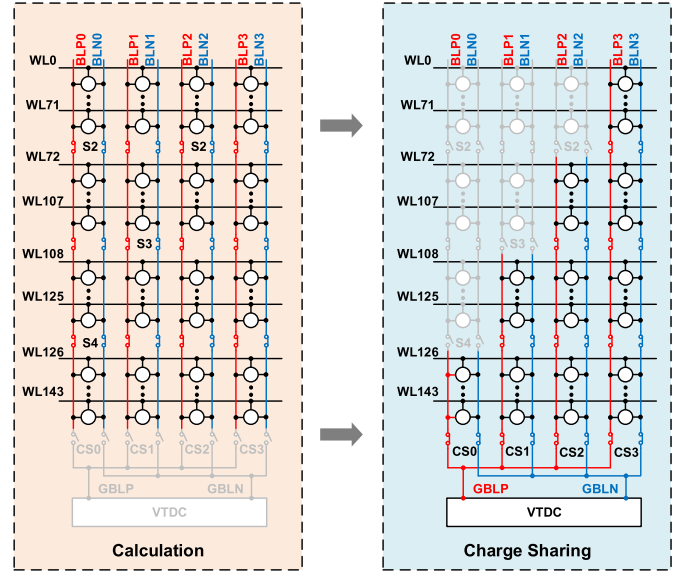 BLP0 BLN0 BLP1 BLN1 BLP2 BLN2 BLP3 BLN3
WL0
WL71
S2 S2
WL72
WL107
S3
WL108
WL125
S4
WL126
WL143
CS0 CS1 CS2 CS3
GBLP GBLN
VTDC
Calculation
BLP0 BLN0 BLP1 BLN1 BLP2 BLN2 BLP3 BLN3
WL0
WL71
S2 S2
WL72
WL107
S3
WL108
WL125
S4
WL126
WL143
CS0 CS1 CS2 CS3
GBLP GBLN
VTDC
Charge Sharing